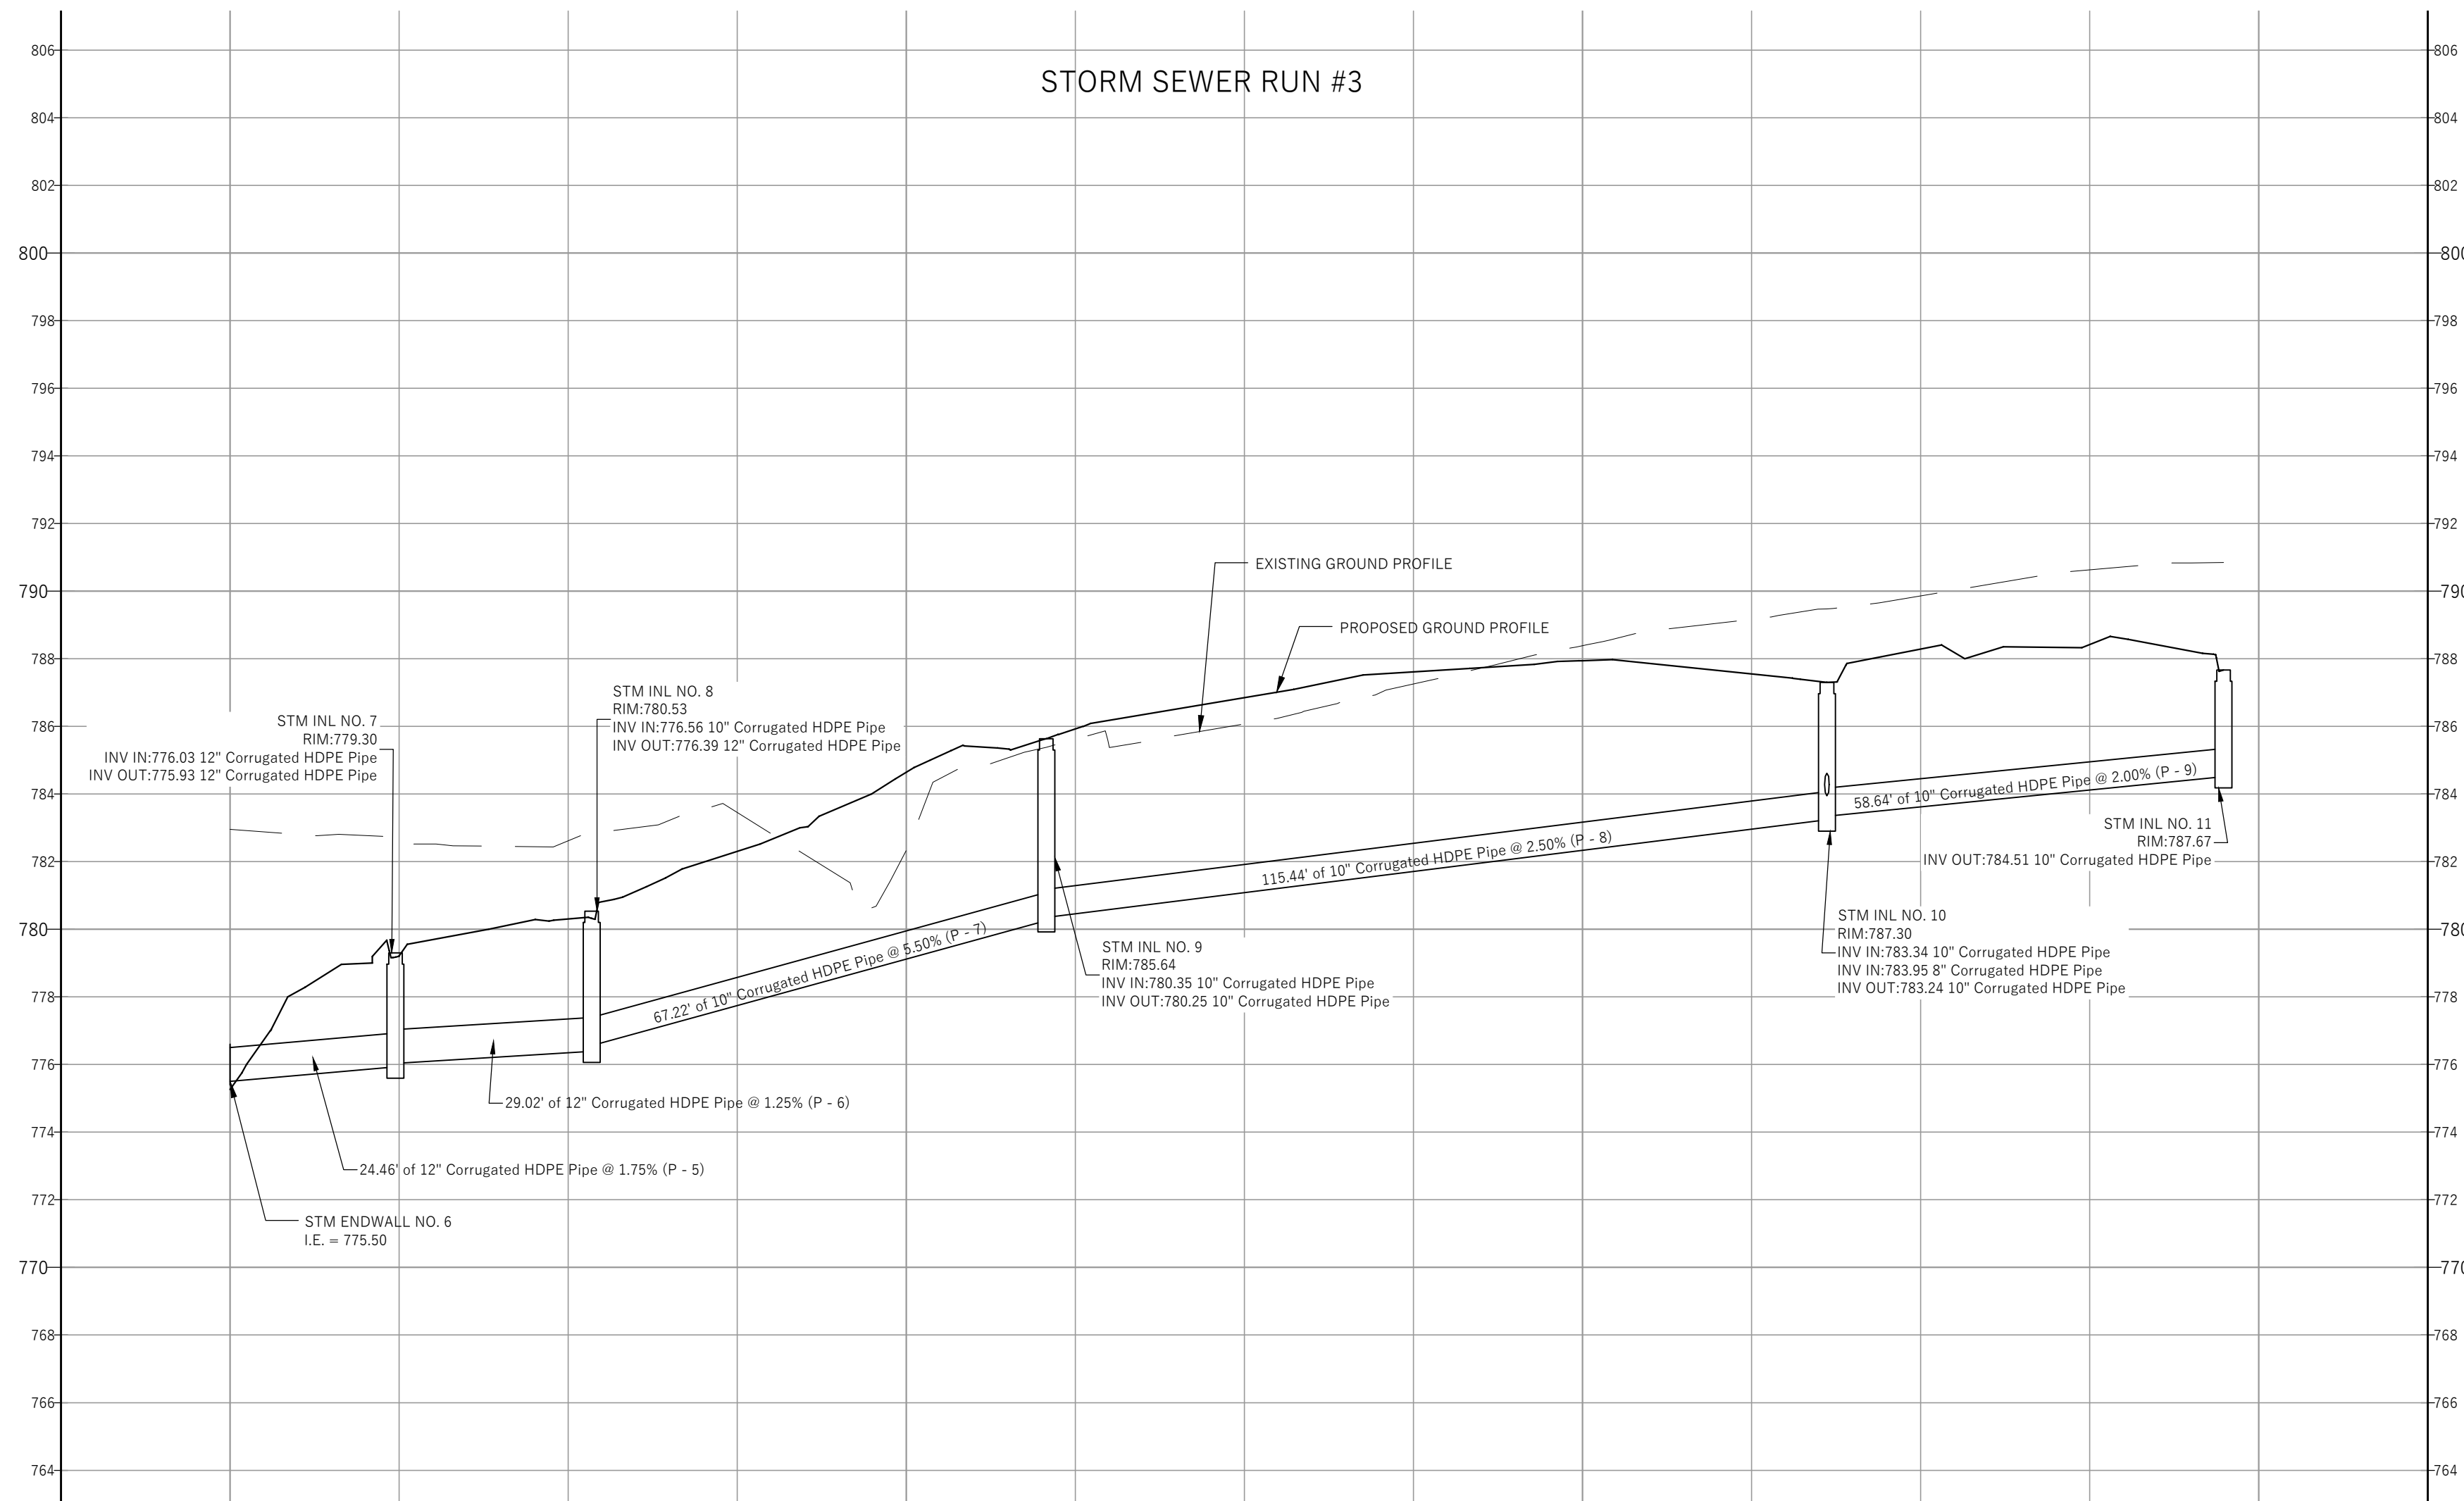 STORM SEWER RUN #3
806
804
802
800
798
796
794
792
790
788
786
784
782
780
778
776
774
772
770
768
766
764
806
804
802
800
798
796
794
792
790
788
786
784
782
780
778
776
774
772
770
768
766
764
EXISTING GROUND PROFILE
PROPOSED GROUND PROFILE
STM INL NO. 7
RIM:779.30
INV IN:776.03 12" Corrugated HDPE Pipe
INV OUT:775.93 12" Corrugated HDPE Pipe
STM INL NO. 8
RIM:780.53
INV IN:776.56 10" Corrugated HDPE Pipe
INV OUT:776.39 12" Corrugated HDPE Pipe
STM INL NO. 9
RIM:785.64
INV IN:780.35 10" Corrugated HDPE Pipe
INV OUT:780.25 10" Corrugated HDPE Pipe
STM INL NO. 10
RIM:787.30
INV IN:783.34 10" Corrugated HDPE Pipe
INV IN:783.95 8" Corrugated HDPE Pipe
INV OUT:783.24 10" Corrugated HDPE Pipe
STM INL NO. 11
RIM:787.67
INV OUT:784.51 10" Corrugated HDPE Pipe
58.64' of 10" Corrugated HDPE Pipe @ 2.00% (P - 9)
115.44' of 10" Corrugated HDPE Pipe @ 2.50% (P - 8)
67.22' of 10" Corrugated HDPE Pipe @ 5.50% (P - 7)
29.02' of 12" Corrugated HDPE Pipe @ 1.25% (P - 6)
24.46' of 12" Corrugated HDPE Pipe @ 1.75% (P - 5)
STM ENDWALL NO. 6
I.E. = 775.50